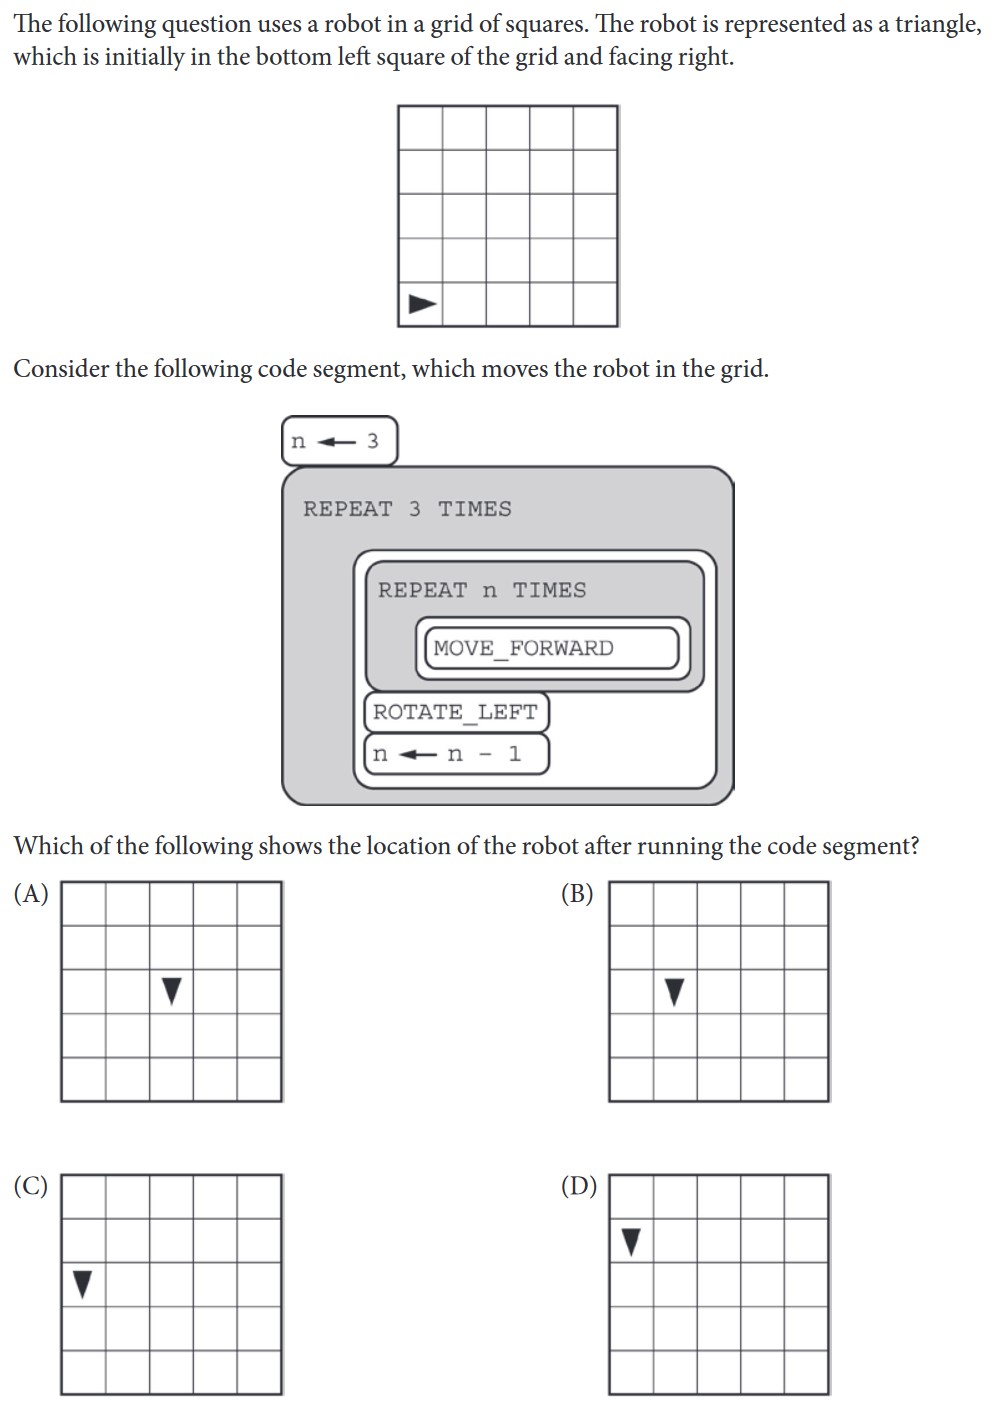 The following question uses a robot in a grid of squares. The robot is represented as a triangle,
which is initially in the bottom left square of the grid and facing right.
Consider the following code segment, which moves the robot in the grid.
n ← 3
REPEAT 3 TIMES
REPEAT n TIMES
MOVE_FORWARD
ROTATE_LEFT
n ← n - 1
Which of the following shows the location of the robot after running the code segment?
(A)
(B)
(C)
(D)